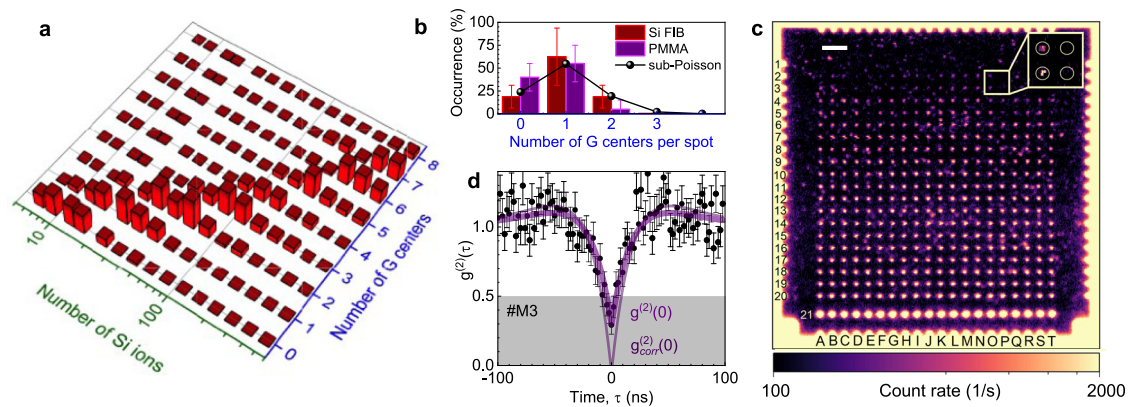 a
10
100
Number of Si ions
0
1
2
3
4
5
6
7
8
Number of G centers
b
Occurrence (%)
100
75
50
25
0
Si FIB
PMMA
sub-Poisson
0 1 2 3
Number of G centers per spot
c
1
2
3
4
5
6
7
8
9
10
11
12
13
14
15
16
17
18
19
20
21
A B C D E F G H I J K L M N O P Q R S T
100 2000
Count rate (1/s)
d
g⁽²⁾(τ)
1.0
0.5
0.0
#M3
g⁽²⁾(0)
g⁽²⁾corr(0)
-100 0 100
Time, τ (ns)